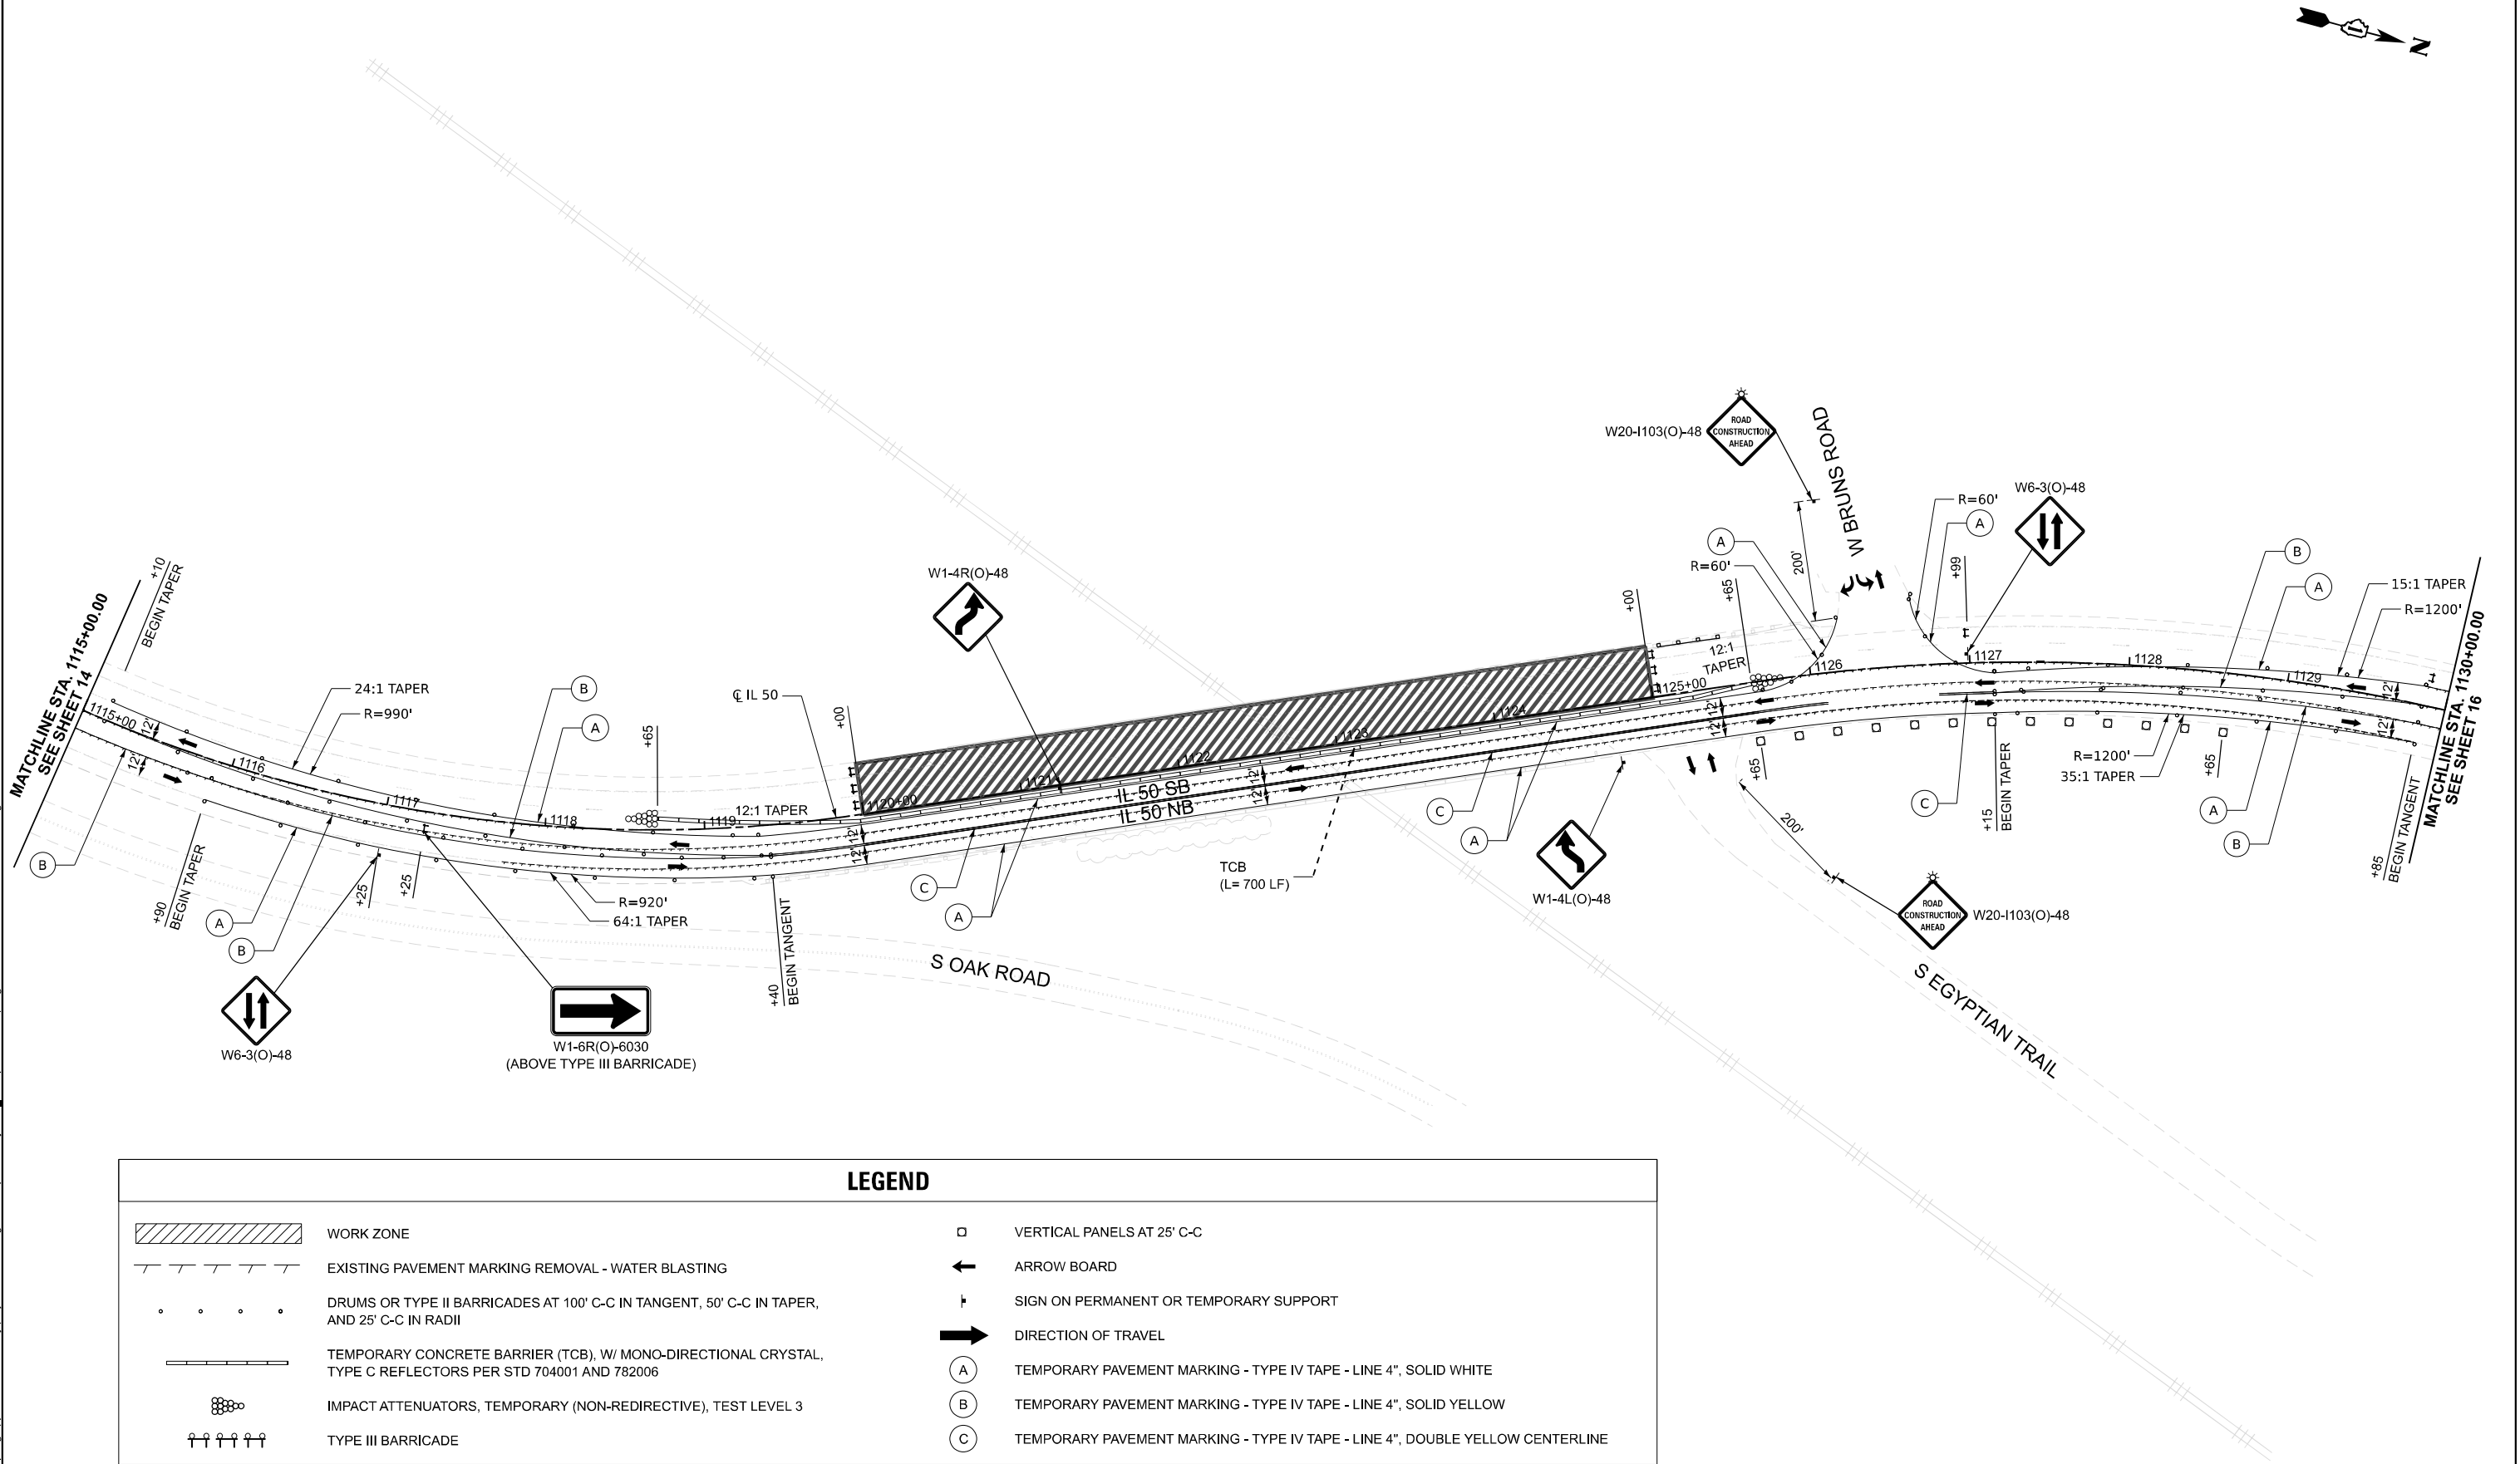 N
1
ROAD
CONSTRUCTION
AHEAD
W20-I103(O)-48
W BRUNS ROAD
R=60'
A
W6-3(O)-48
+99
A
R=60'
200'
+65
+00
B
A
15:1 TAPER
R=1200'
MATCHLINE STA. 1130+00.00
SEE SHEET 16
W1-4R(O)-48
MATCHLINE STA. 1115+00.00
SEE SHEET 14
+10
BEGIN TAPER
24:1 TAPER
R=990'
B
A
℄ IL 50
+65
+00
12:1 TAPER
12:1
TAPER
1115+00
1116
1117
1118
1119
1120+00
1121
1122
1123
1124
1125+00
1126
1127
1128
1129
12'
12'
12'
12'
12'
12'
12'
12'
12'
12'
IL 50 SB
IL 50 NB
B
+90
BEGIN TAPER
A
B
+25
+25
R=920'
64:1 TAPER
+40
BEGIN TANGENT
C
A
TCB
(L= 700 LF)
C
A
W1-4L(O)-48
+65
200'
C
+15
BEGIN TAPER
R=1200'
35:1 TAPER
+65
A
B
+85
BEGIN TANGENT
ROAD
CONSTRUCTION
AHEAD
W20-I103(O)-48
S OAK ROAD
S EGYPTIAN TRAIL
W6-3(O)-48
W1-6R(O)-6030
(ABOVE TYPE III BARRICADE)
LEGEND
WORK ZONE
EXISTING PAVEMENT MARKING REMOVAL - WATER BLASTING
DRUMS OR TYPE II BARRICADES AT 100' C-C IN TANGENT, 50' C-C IN TAPER,
AND 25' C-C IN RADII
TEMPORARY CONCRETE BARRIER (TCB), W/ MONO-DIRECTIONAL CRYSTAL,
TYPE C REFLECTORS PER STD 704001 AND 782006
IMPACT ATTENUATORS, TEMPORARY (NON-REDIRECTIVE), TEST LEVEL 3
TYPE III BARRICADE
VERTICAL PANELS AT 25' C-C
ARROW BOARD
SIGN ON PERMANENT OR TEMPORARY SUPPORT
DIRECTION OF TRAVEL
A TEMPORARY PAVEMENT MARKING - TYPE IV TAPE - LINE 4", SOLID WHITE
B TEMPORARY PAVEMENT MARKING - TYPE IV TAPE - LINE 4", SOLID YELLOW
C TEMPORARY PAVEMENT MARKING - TYPE IV TAPE - LINE 4", DOUBLE YELLOW CENTERLINE